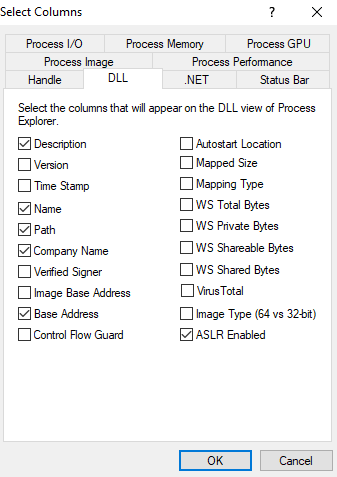 Select Columns
?
Process I/O
Process Memory
Process GPU
Process Image
Process Performance
Handle
DLL
.NET
Status Bar
Select the columns that will appear on the DLL view of Process
Explorer.
Description
Version
Time Stamp
Name
Path
Company Name
Verified Signer
Image Base Address
Base Address
Control Flow Guard
Autostart Location
Mapped Size
Mapping Type
WS Total Bytes
WS Private Bytes
WS Shareable Bytes
WS Shared Bytes
VirusTotal
Image Type (64 vs 32-bit)
ASLR Enabled
OK
Cancel